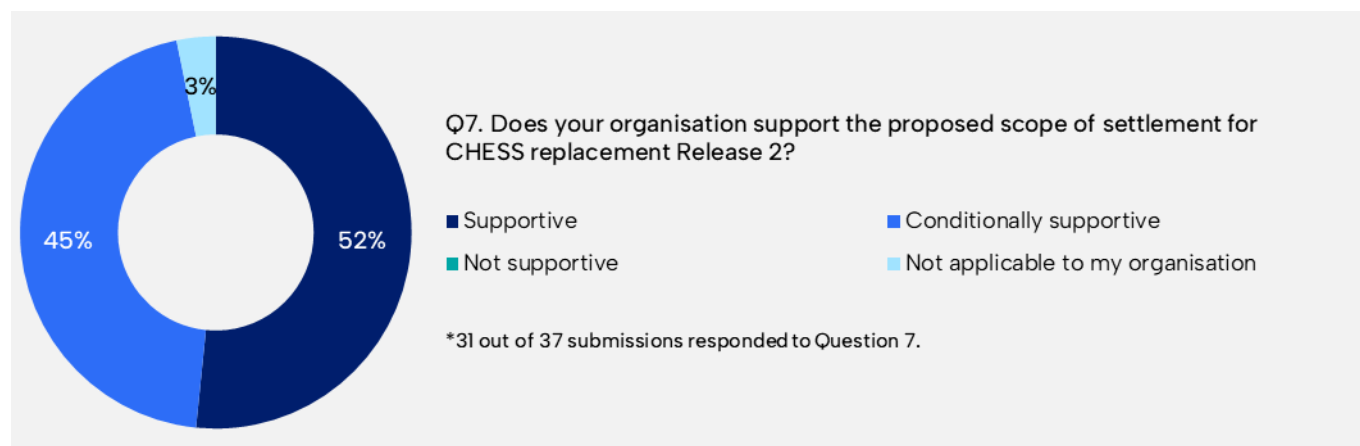 3%
45%
52%
Q7. Does your organisation support the proposed scope of settlement for
CHESS replacement Release 2?
Supportive
Conditionally supportive
Not supportive
Not applicable to my organisation
*31 out of 37 submissions responded to Question 7.